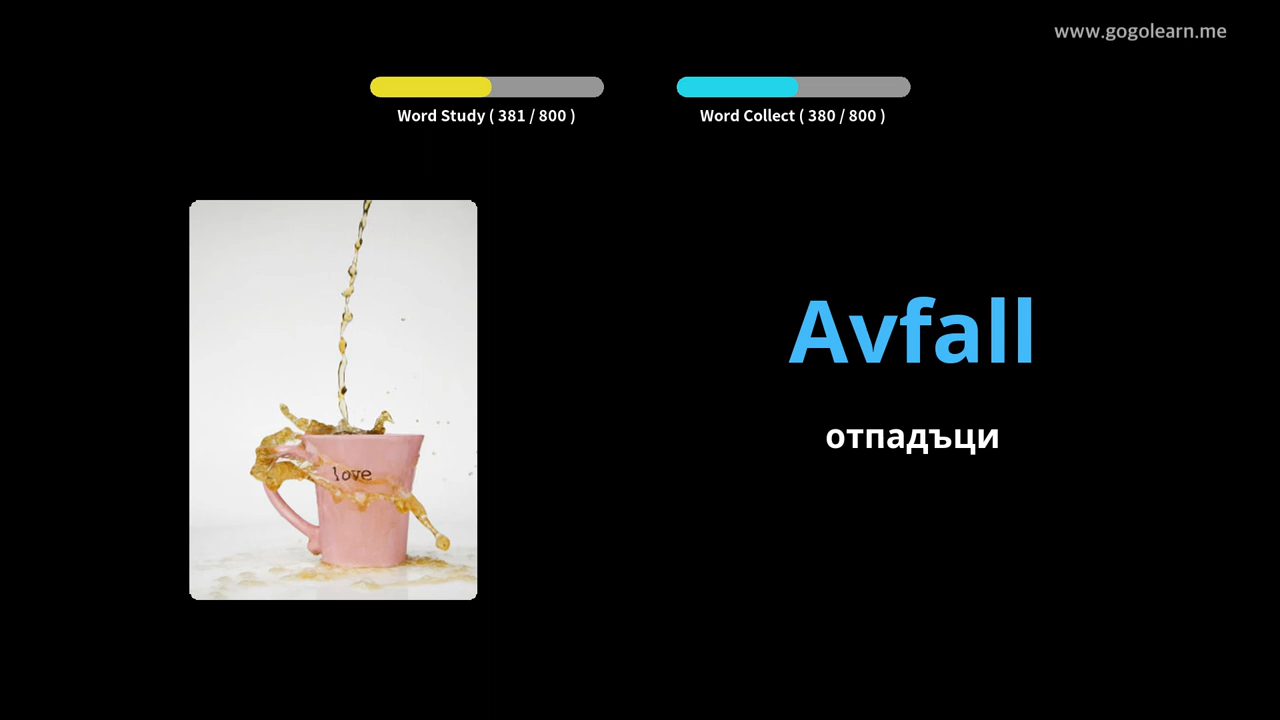 www.gogolearn.me
Word Study ( 381 / 800 )
Word Collect ( 380 / 800 )
love
Avfall
отпадъци